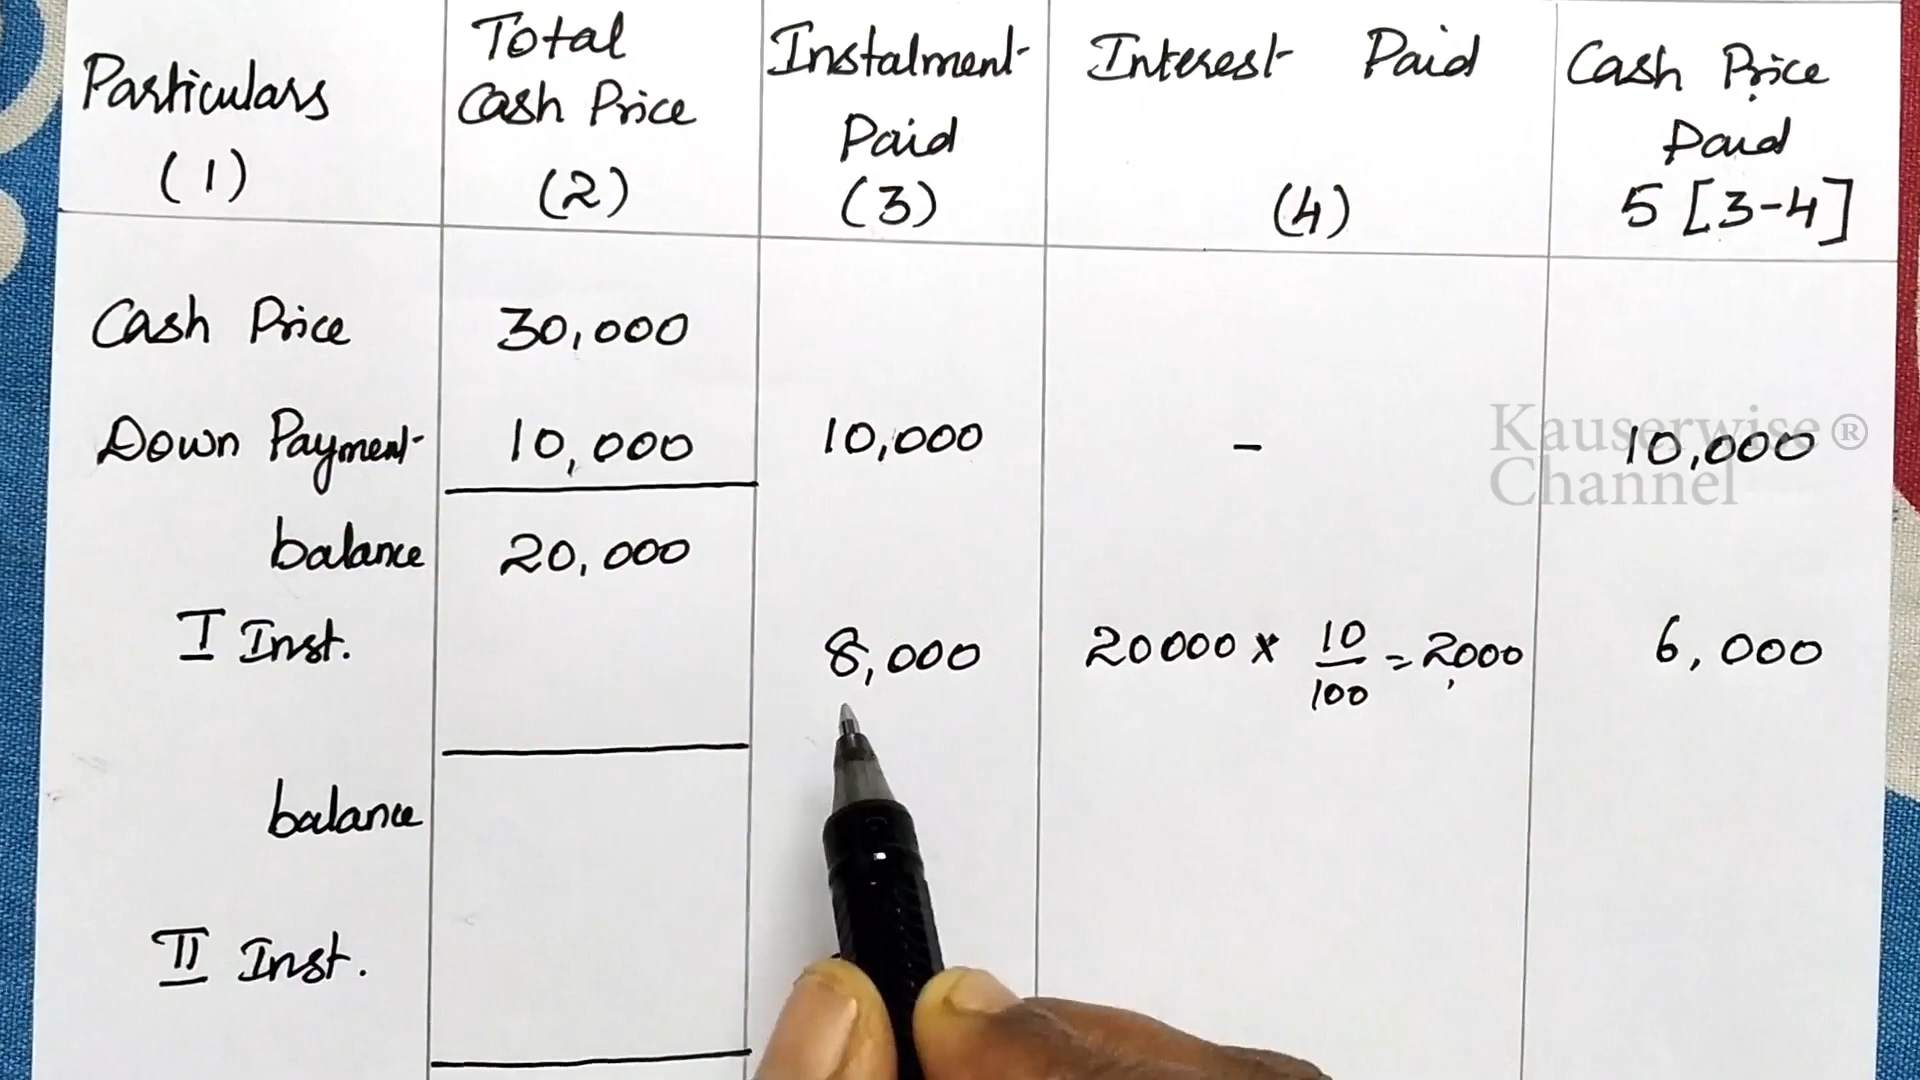 Particulars
(1)
Total
Cash Price
(2)
Instalment
Paid
(3)
Interest Paid
(4)
Cash Price
Paid
5 [3-4]
Cash Price 30,000
Down Payment 10,000 10,000 - 10,000
Kauserwise®
Channel
balance 20,000
I Inst. 8,000 20000 × 10/100 = 2,000 6,000
balance
II Inst.